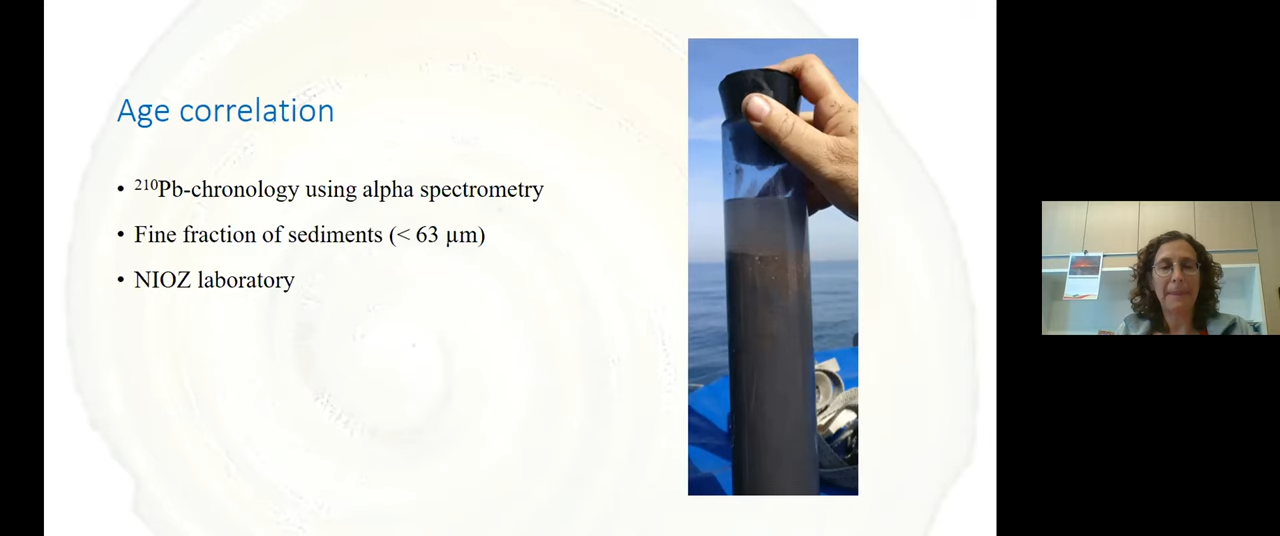 Age correlation
• ²¹⁰Pb-chronology using alpha spectrometry
• Fine fraction of sediments (< 63 µm)
• NIOZ laboratory